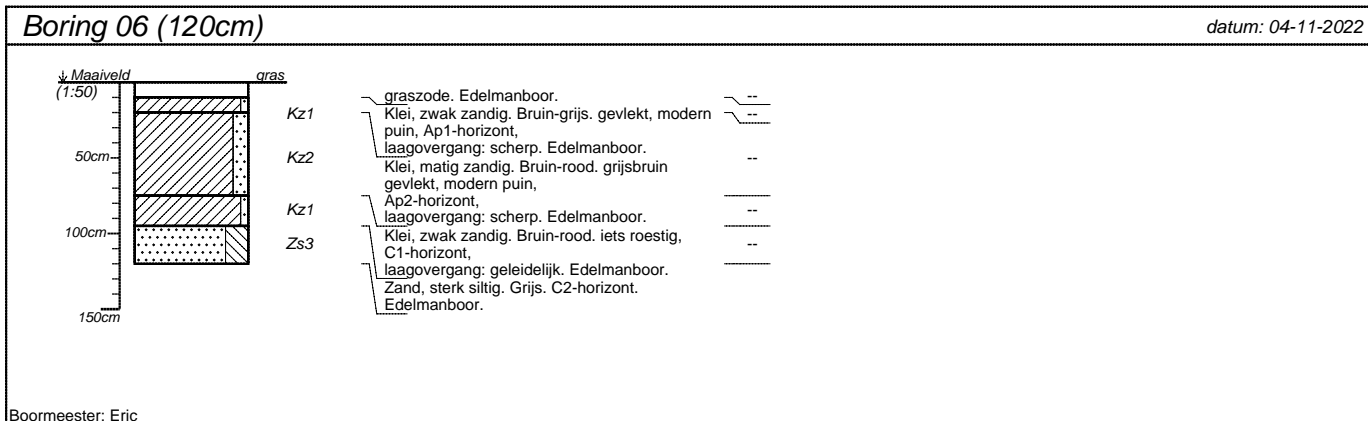 Boring 06 (120cm)
datum: 04-11-2022
Maaiveld
gras
(1:50)
graszode. Edelmanboor.
--
Kz1
Klei, zwak zandig. Bruin-grijs. gevlekt, modern
--
puin, Ap1-horizont,
laagovergang: scherp. Edelmanboor.
50cm
Kz2
--
Klei, matig zandig. Bruin-rood. grijsbruin
gevlekt, modern puin,
Ap2-horizont,
Kz1
laagovergang: scherp. Edelmanboor.
--
100cm
Klei, zwak zandig. Bruin-rood. iets roestig,
Zs3
C1-horizont,
--
laagovergang: geleidelijk. Edelmanboor.
Zand, sterk siltig. Grijs. C2-horizont.
Edelmanboor.
150cm
Boormeester: Eric